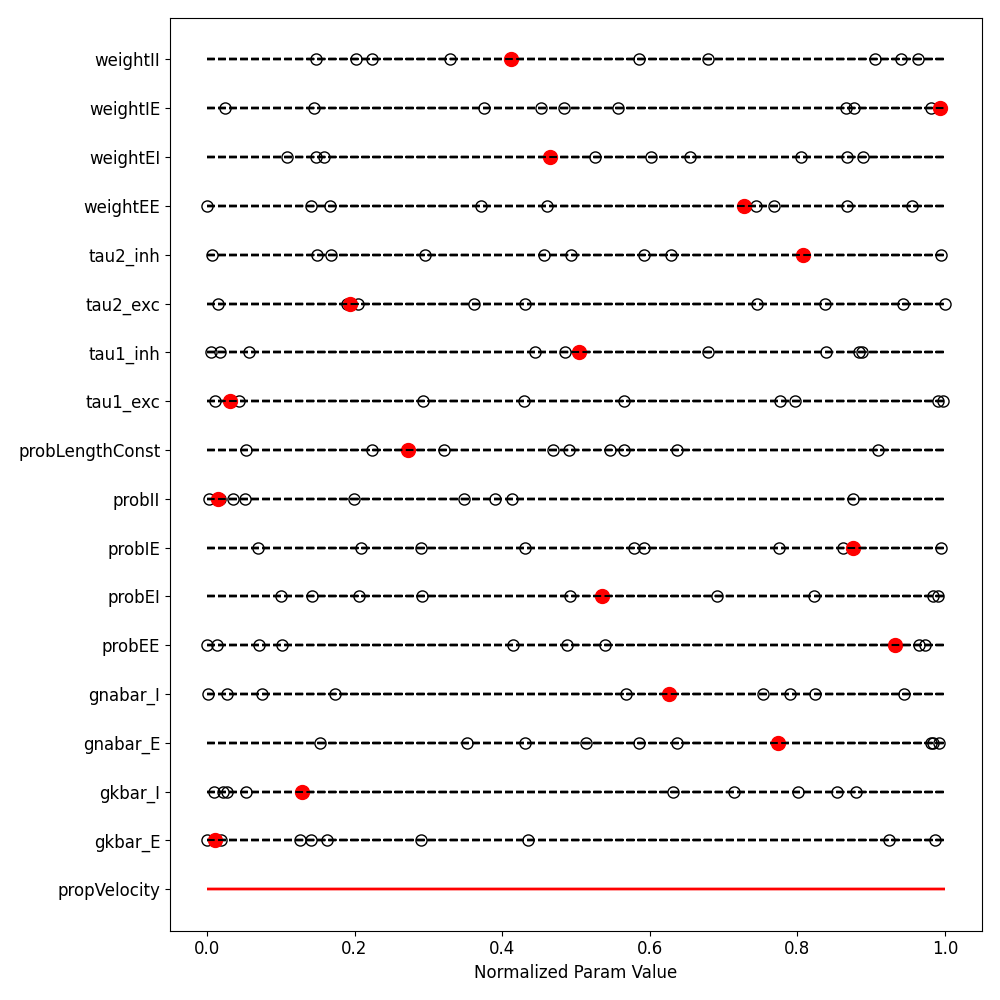 weightII
weightIE
weightEI
weightEE
tau2_inh
tau2_exc
tau1_inh
tau1_exc
probLengthConst
probII
probIE
probEI
probEE
gnabar_I
gnabar_E
gkbar_I
gkbar_E
propVelocity
0.0 0.2 0.4 0.6 0.8 1.0
Normalized Param Value